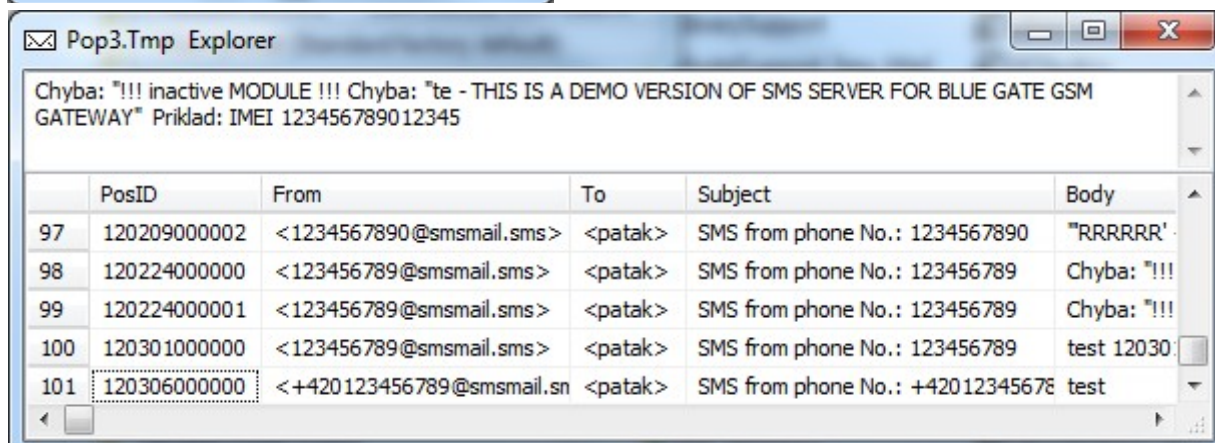 Pop3.Tmp Explorer
Chyba: "!!! inactive MODULE !!! Chyba: "te - THIS IS A DEMO VERSION OF SMS SERVER FOR BLUE GATE GSM
GATEWAY" Priklad: IMEI 123456789012345
PosID From To Subject Body
97 120209000002 <1234567890@smsmail.sms> <patak> SMS from phone No.: 1234567890 "'RRRRRR' -
98 120224000000 <123456789@smsmail.sms> <patak> SMS from phone No.: 123456789 Chyba: "!!!
99 120224000001 <123456789@smsmail.sms> <patak> SMS from phone No.: 123456789 Chyba: "!!!
100 120301000000 <123456789@smsmail.sms> <patak> SMS from phone No.: 123456789 test 12030
101 120306000000 <+420123456789@smsmail.sm <patak> SMS from phone No.: +42012345678 test